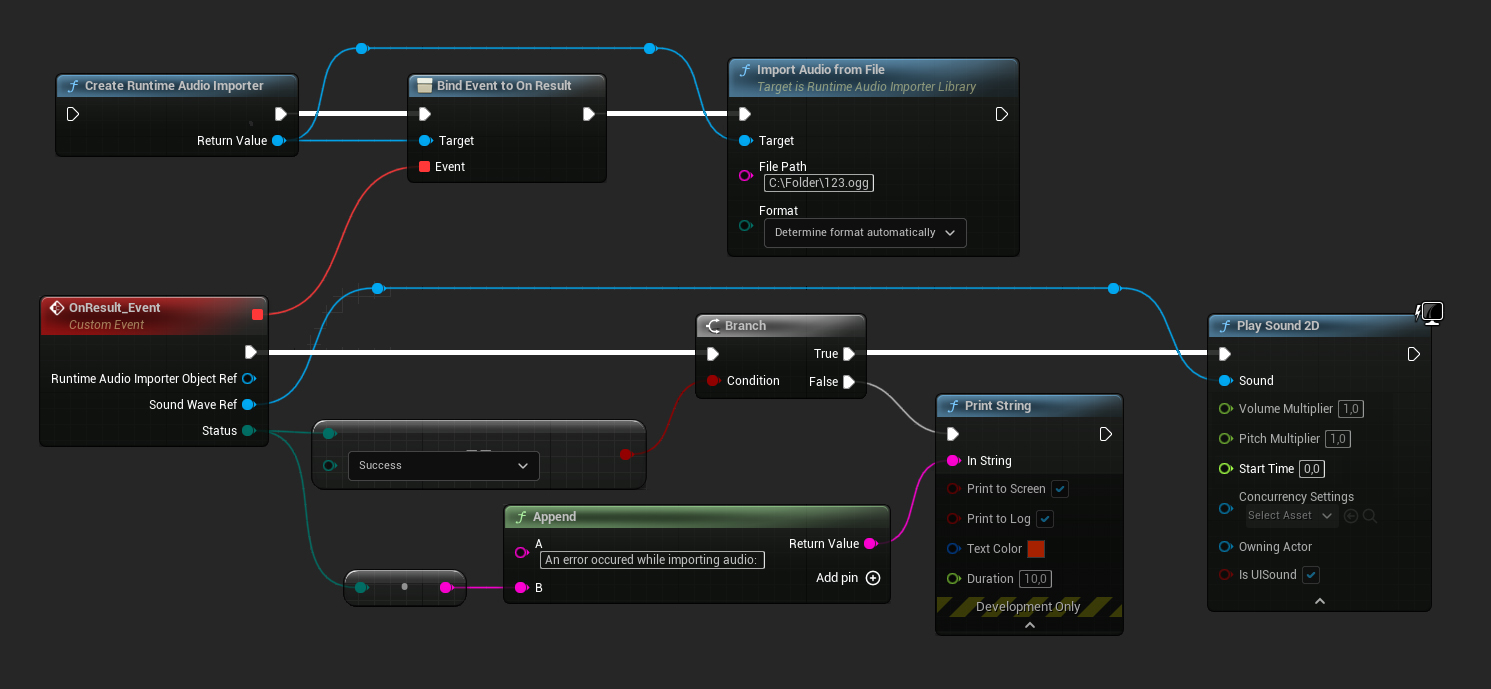 Create Runtime Audio Importer
Return Value
Bind Event to On Result
Target
Event
Import Audio from File
Target is Runtime Audio Importer Library
Target
File Path
C:\Folder\123.ogg
Format
Determine format automatically
OnResult_Event
Custom Event
Runtime Audio Importer Object Ref
Sound Wave Ref
Status
Branch
True
Condition
False
Success
==
Append
A
An error occured while importing audio:
Return Value
Add pin
B
Print String
In String
Print to Screen
Print to Log
Text Color
Duration
10,0
Development Only
Play Sound 2D
Sound
Volume Multiplier
1,0
Pitch Multiplier
1,0
Start Time
0,0
Concurrency Settings
Select Asset
Owning Actor
Is UISound